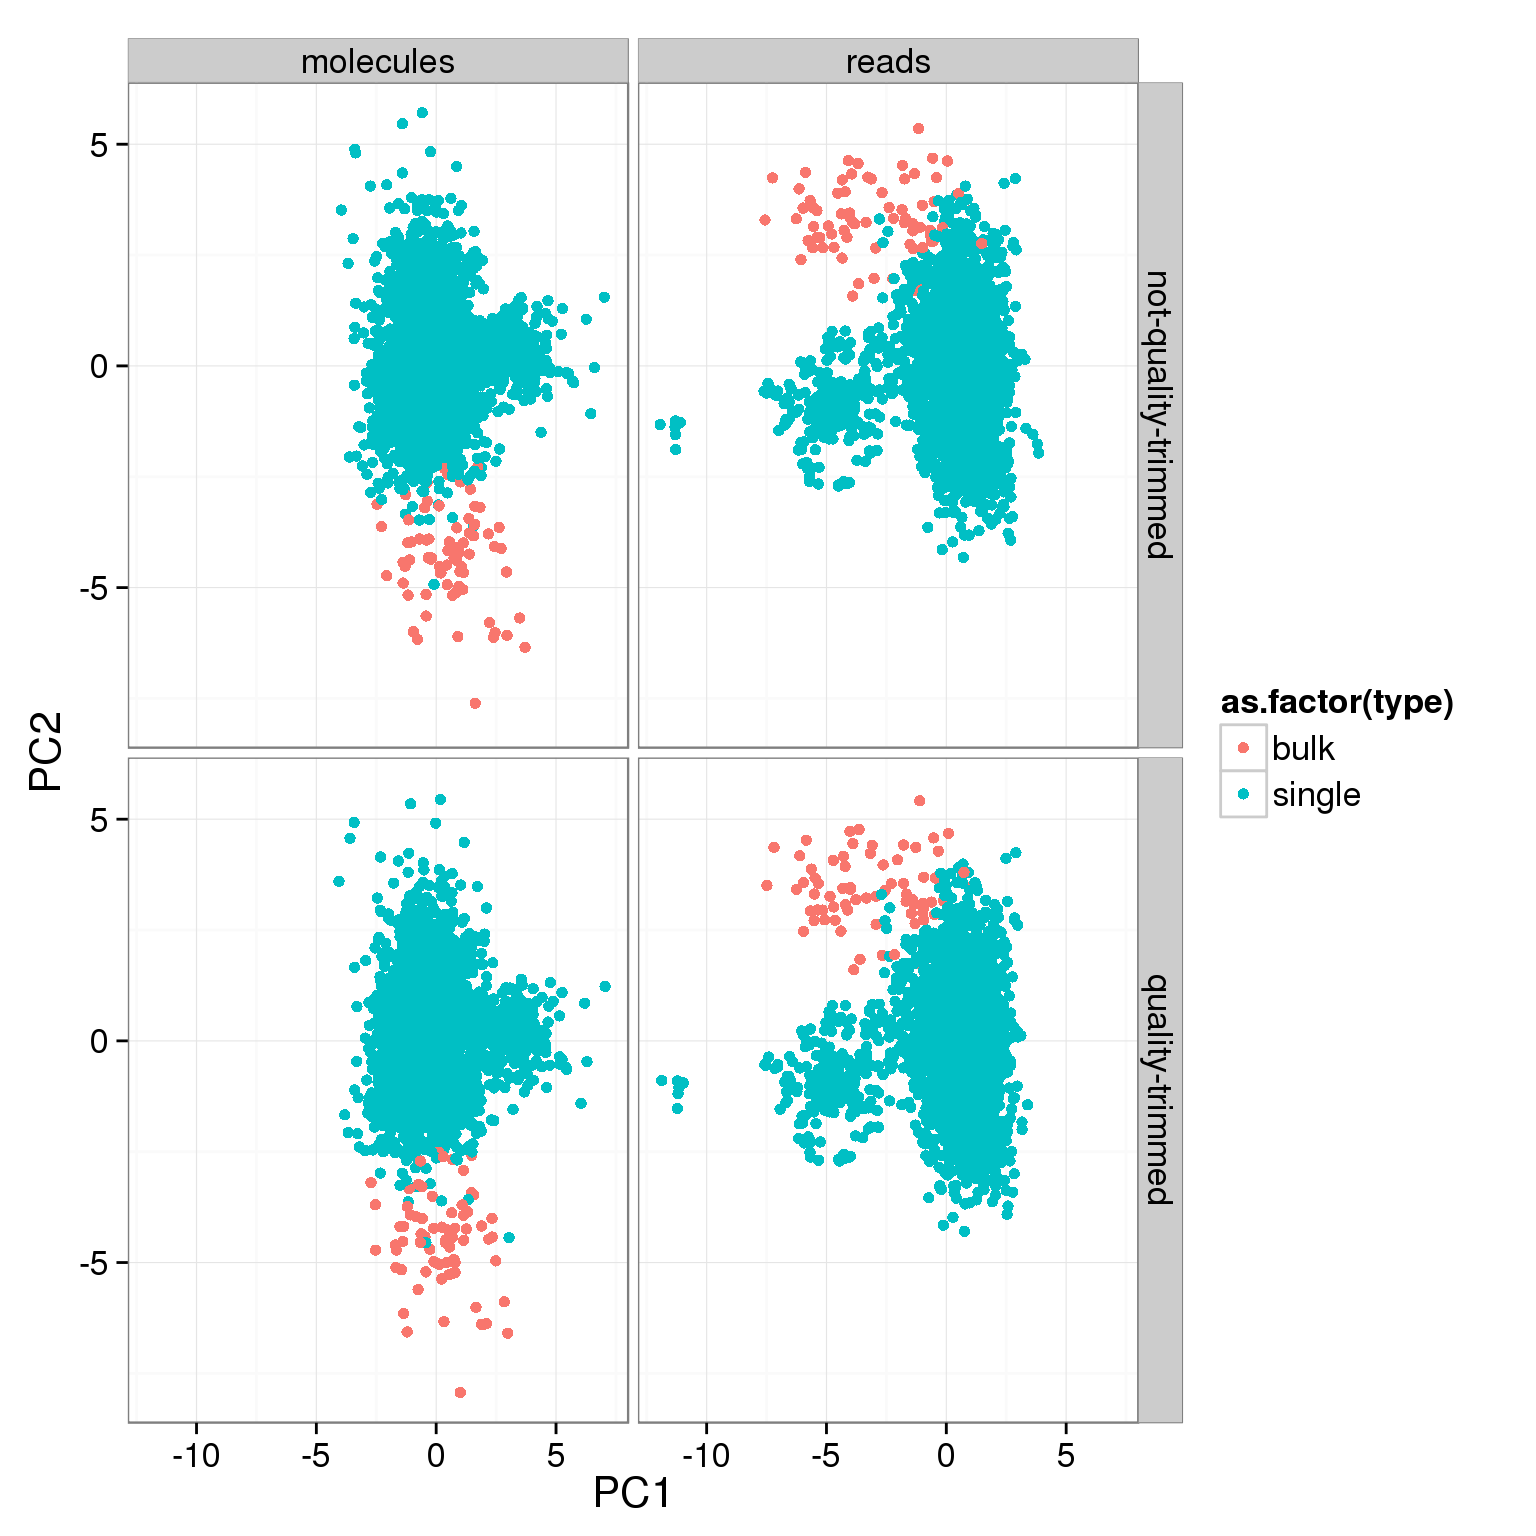 molecules
reads
5
0
-5
not-quality-trimmed
PC2
as.factor(type)
bulk
single
5
0
-5
quality-trimmed
-10 -5 0 5 -10 -5 0 5
PC1